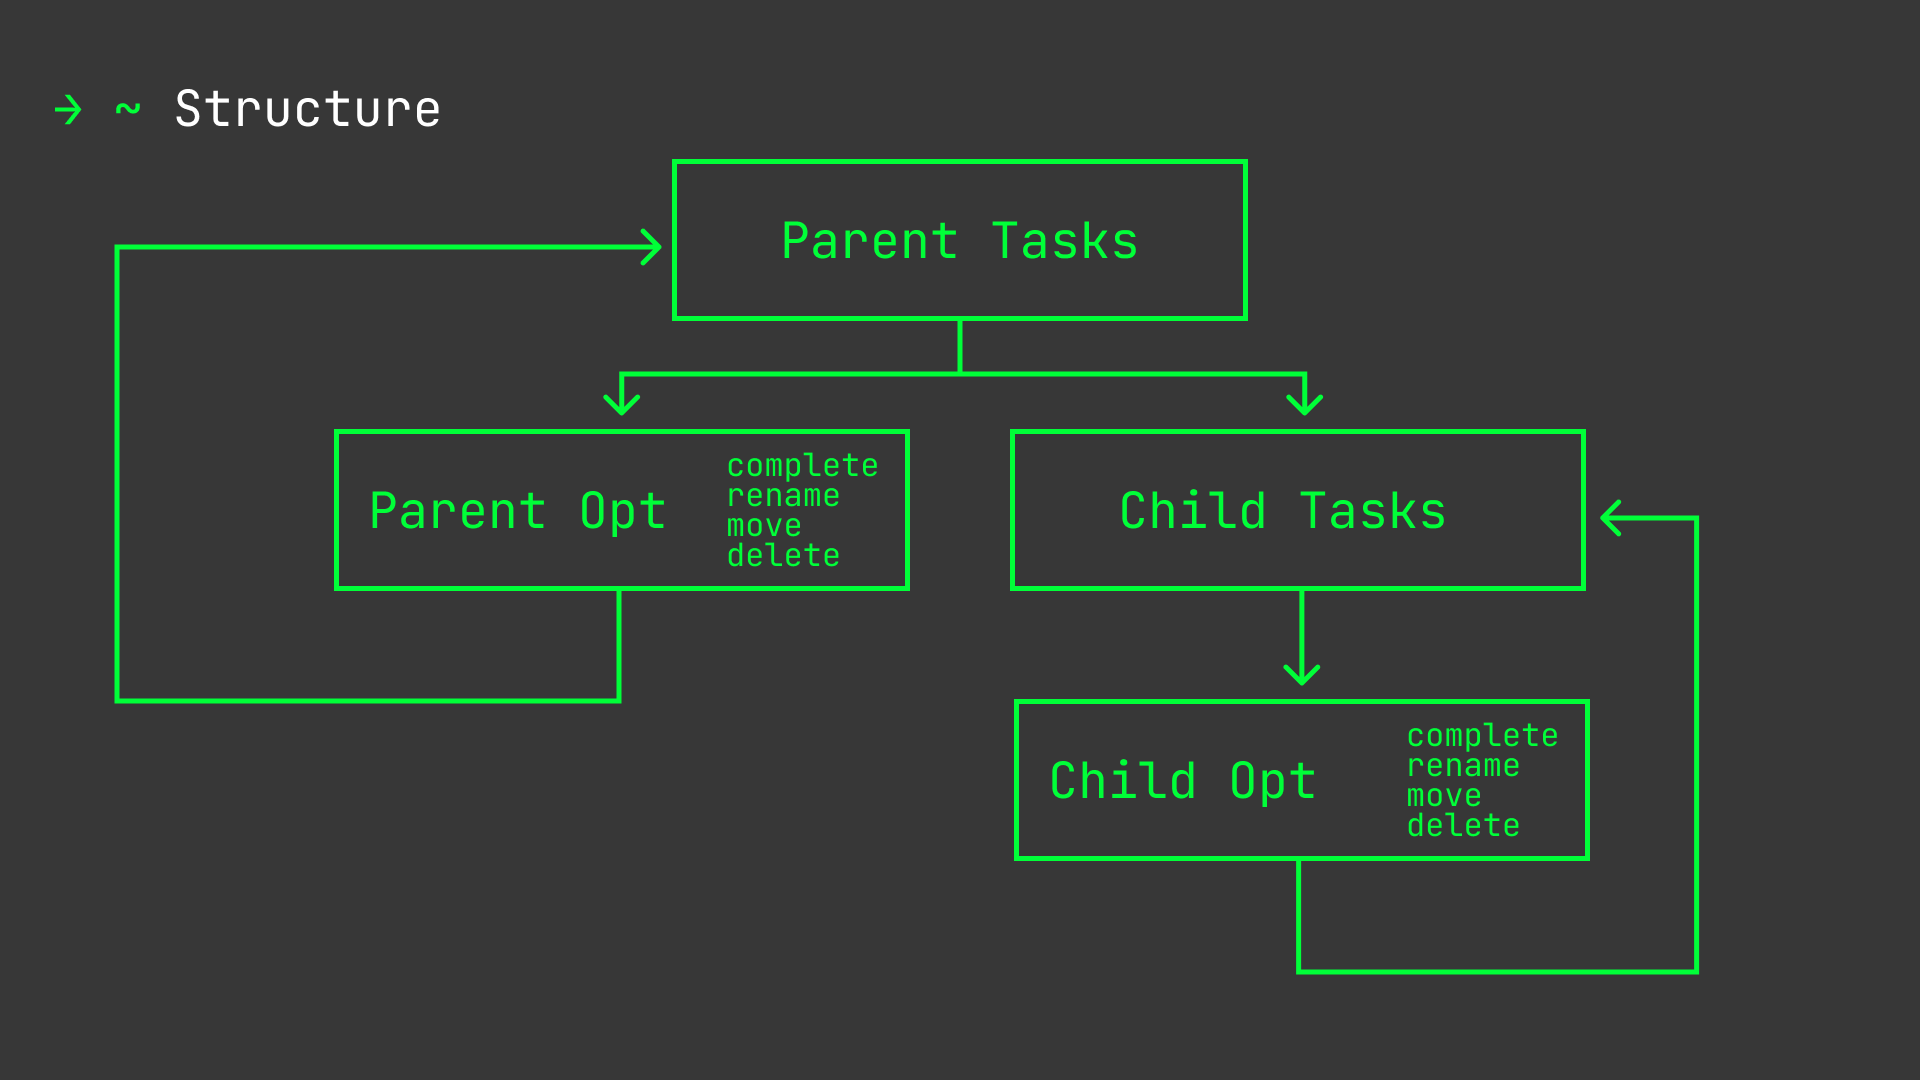 → ~ Structure
Parent Tasks
Parent Opt
complete
rename
move
delete
Child Tasks
Child Opt
complete
rename
move
delete